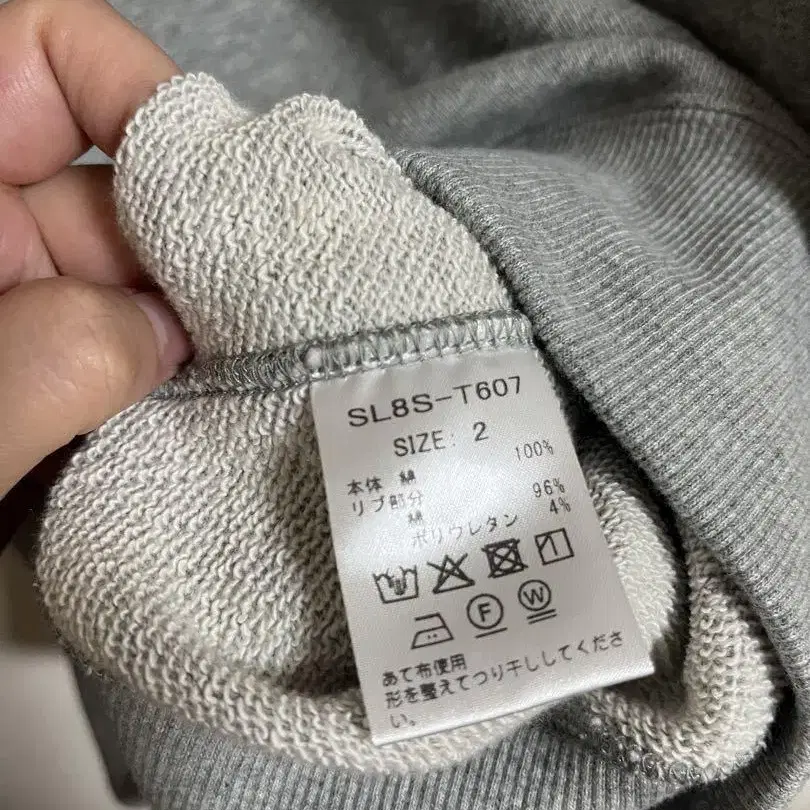 SL8S-T607
SIZE: 2
本体 綿 100%
リブ部分
綿 96%
ポリウレタン 4%
F W
あて布使用
形を整えてつり干ししてくださ
い。